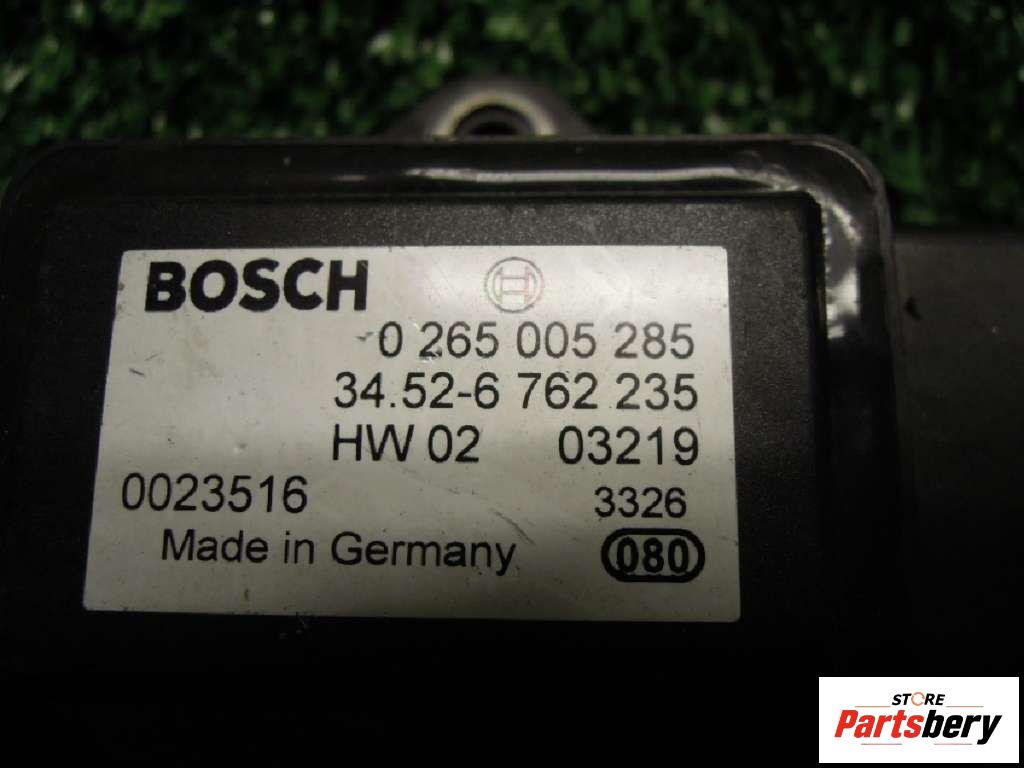 BOSCH
0 265 005 285
34.52-6 762 235
HW 02 03219
0023516 3326
Made in Germany 080
STORE
Partsbery